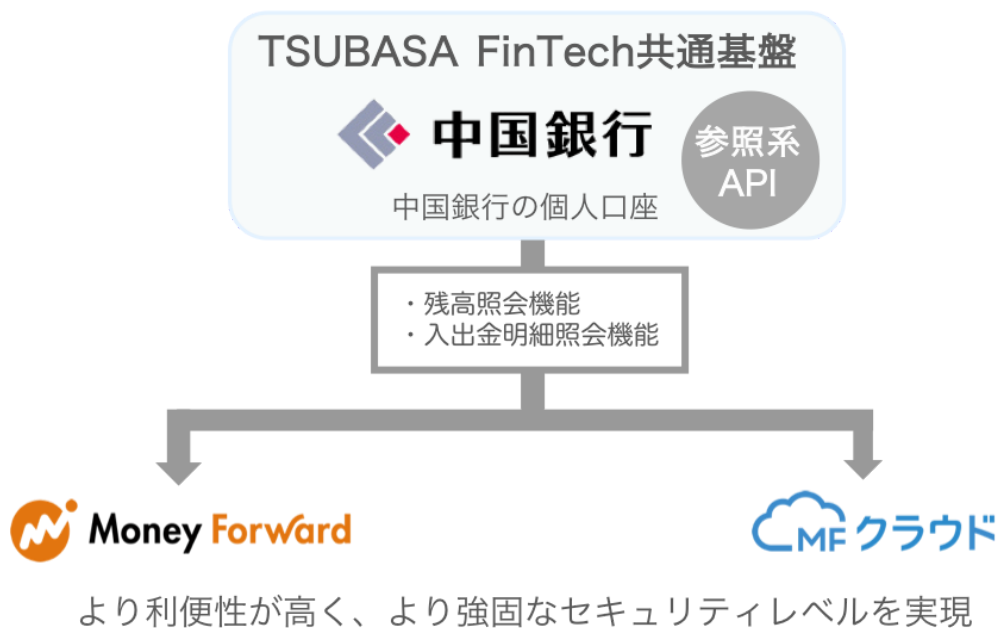 TSUBASA FinTech共通基盤
中国銀行
参照系
API
中国銀行の個人口座
・残高照会機能
・入出金明細照会機能
Money Forward
MFクラウド
より利便性が高く、より強固なセキュリティレベルを実現